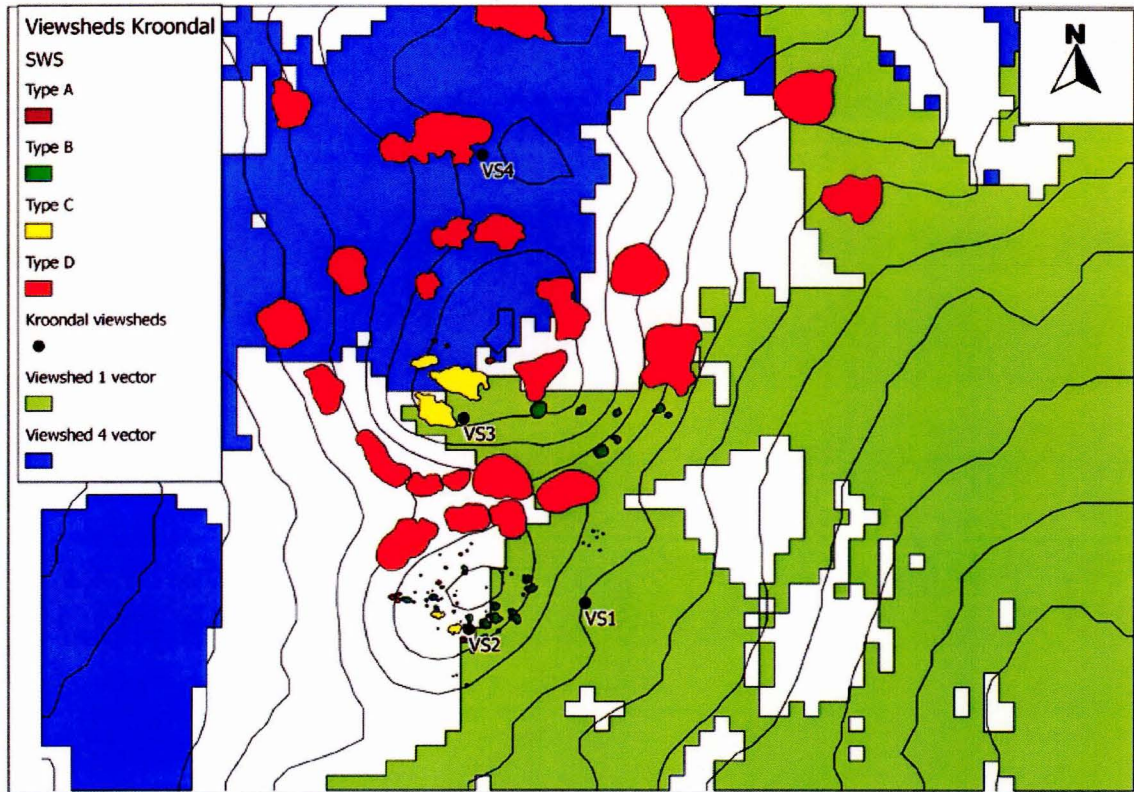 Viewsheds Kroondal
SWS
Type A
Type B
Type C
Type D
Kroondal viewsheds
Viewshed 1 vector
Viewshed 4 vector
N
VS4
VS3
VS1
VS2